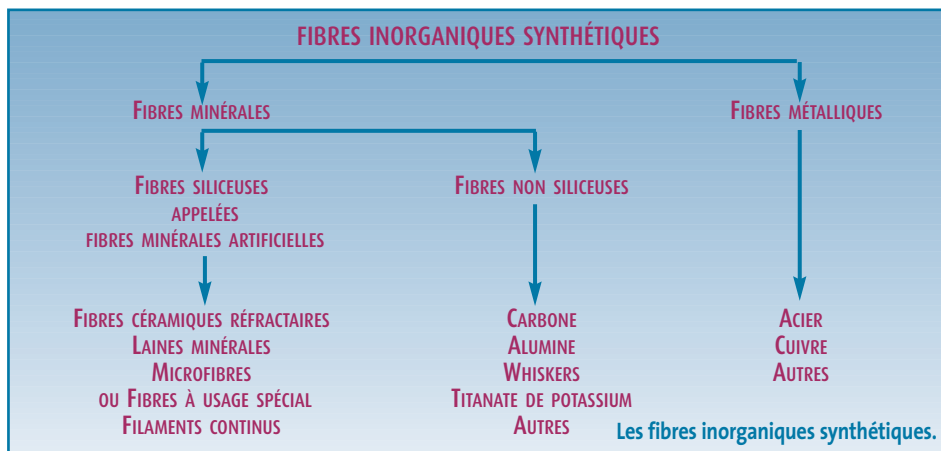 FIBRES INORGANIQUES SYNTHÉTIQUES
FIBRES MINÉRALES
FIBRES MÉTALLIQUES
FIBRES SILICEUSES
APPELÉES
FIBRES MINÉRALES ARTIFICIELLES
FIBRES NON SILICEUSES
FIBRES CÉRAMIQUES RÉFRACTAIRES
LAINES MINÉRALES
MICROFIBRES
OU FIBRES À USAGE SPÉCIAL
FILAMENTS CONTINUS
CARBONE
ALUMINE
WHISKERS
TITANATE DE POTASSIUM
AUTRES
ACIER
CUIVRE
AUTRES
Les fibres inorganiques synthétiques.